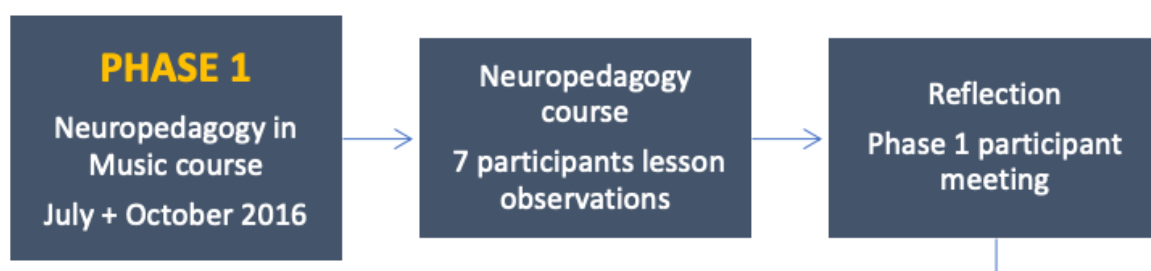 PHASE 1
Neuropedagogy in
Music course
July + October 2016
Neuropedagogy
course
7 participants lesson
observations
Reflection
Phase 1 participant
meeting